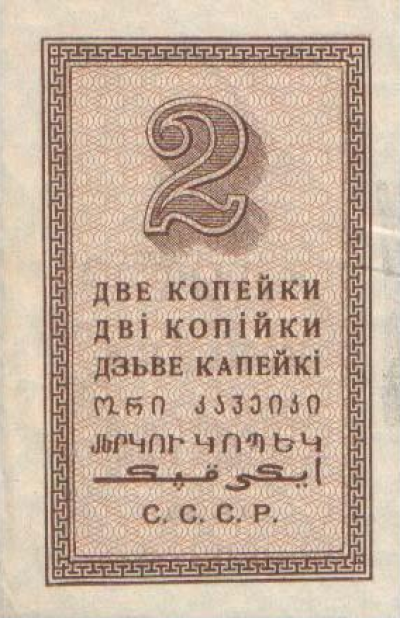 2
ДВЕ КОПЕЙКИ
ДВІ КОПІЙКИ
ДЗЬВЕ КАПЕЙКІ
ორი კაპეიკი
ԵՐԿՈՒ ԿՈՊԵԿ
ایکی قپیک
С. С. С. Р.